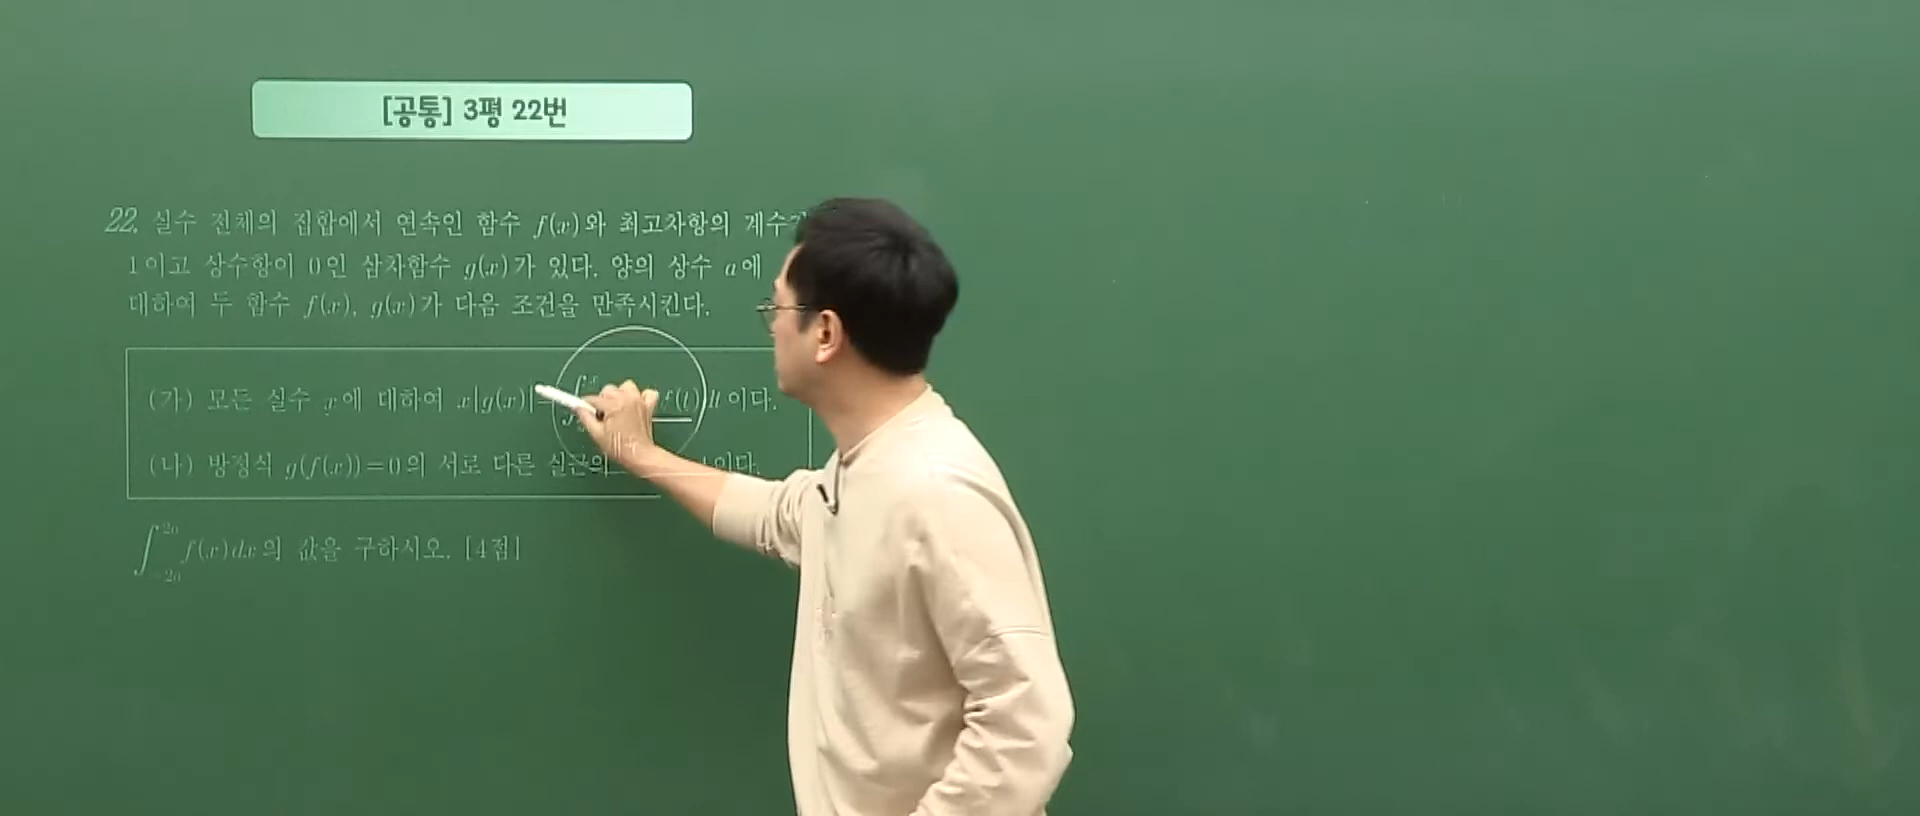 [공통] 3평 22번
22. 실수 전체의 집합에서 연속인 함수 f(x)와 최고차항의 계수가
1이고 상수항이 0인 삼차함수 g(x)가 있다. 양의 상수 a에
대하여 두 함수 f(x), g(x)가 다음 조건을 만족시킨다.
(가) 모든 실수 x에 대하여 x|g(x)|= f(t) dt이다.
(나) 방정식 g(f(x))=0의 서로 다른 실근의 이다.
∫_{-2a}^{2a} f(x)dx의 값을 구하시오. [4점]